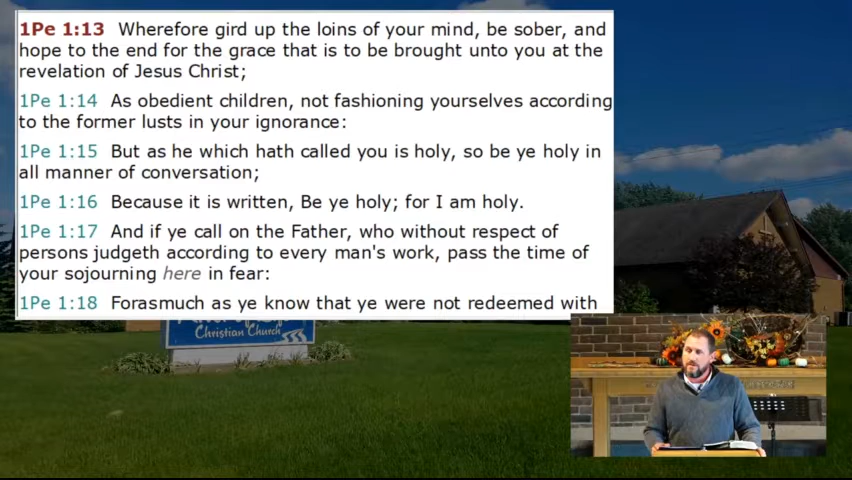 1Pe 1:13 Wherefore gird up the loins of your mind, be sober, and
hope to the end for the grace that is to be brought unto you at the
revelation of Jesus Christ;
1Pe 1:14 As obedient children, not fashioning yourselves according
to the former lusts in your ignorance:
1Pe 1:15 But as he which hath called you is holy, so be ye holy in
all manner of conversation;
1Pe 1:16 Because it is written, Be ye holy; for I am holy.
1Pe 1:17 And if ye call on the Father, who without respect of
persons judgeth according to every man's work, pass the time of
your sojourning here in fear:
1Pe 1:18 Forasmuch as ye know that ye were not redeemed with
Christian Church